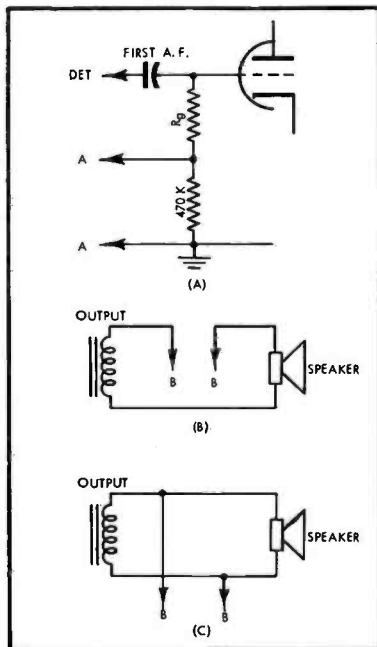 FIRST A.F.
DET
Rg
A
470 K
A
(A)
OUTPUT
B B
SPEAKER
(B)
OUTPUT
SPEAKER
B B
(C)